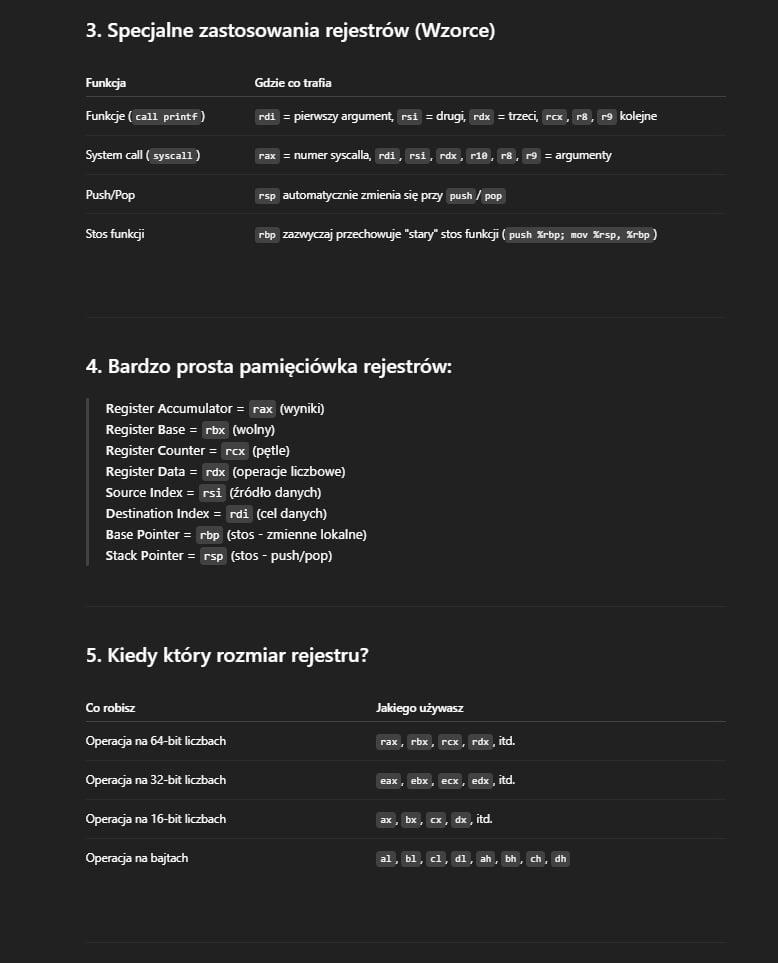 3. Specjalne zastosowania rejestrów (Wzorce)
Funkcja Gdzie co trafia
Funkcje (call printf) rdi = pierwszy argument, rsi = drugi, rdx = trzeci, rcx, r8, r9 kolejne
System call (syscall) rax = numer syscalla, rdi, rsi, rdx, r10, r8, r9 = argumenty
Push/Pop rsp automatycznie zmienia się przy push/pop
Stos funkcji rbp zazwyczaj przechowuje "stary" stos funkcji (push %rbp; mov %rsp, %rbp)
4. Bardzo prosta pamięciówka rejestrów:
Register Accumulator = rax (wyniki)
Register Base = rbx (wolny)
Register Counter = rcx (pętle)
Register Data = rdx (operacje liczbowe)
Source Index = rsi (źródło danych)
Destination Index = rdi (cel danych)
Base Pointer = rbp (stos - zmienne lokalne)
Stack Pointer = rsp (stos - push/pop)
5. Kiedy który rozmiar rejestru?
Co robisz Jakiego używasz
Operacja na 64-bit liczbach rax, rbx, rcx, rdx, itd.
Operacja na 32-bit liczbach eax, ebx, ecx, edx, itd.
Operacja na 16-bit liczbach ax, bx, cx, dx, itd.
Operacja na bajtach al, bl, cl, dl, ah, bh, ch, dh